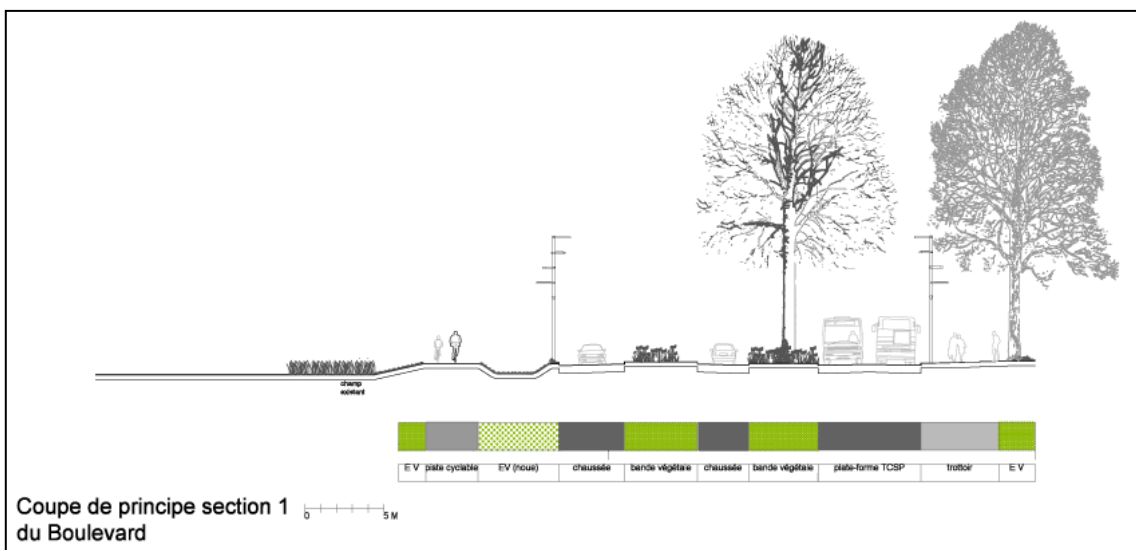 champ
existant
E V piste cyclable EV (noue) chaussée bande végétale chaussée bande végétale plate-forme TCSP trottoir E V
Coupe de principe section 1
du Boulevard
0 5 M